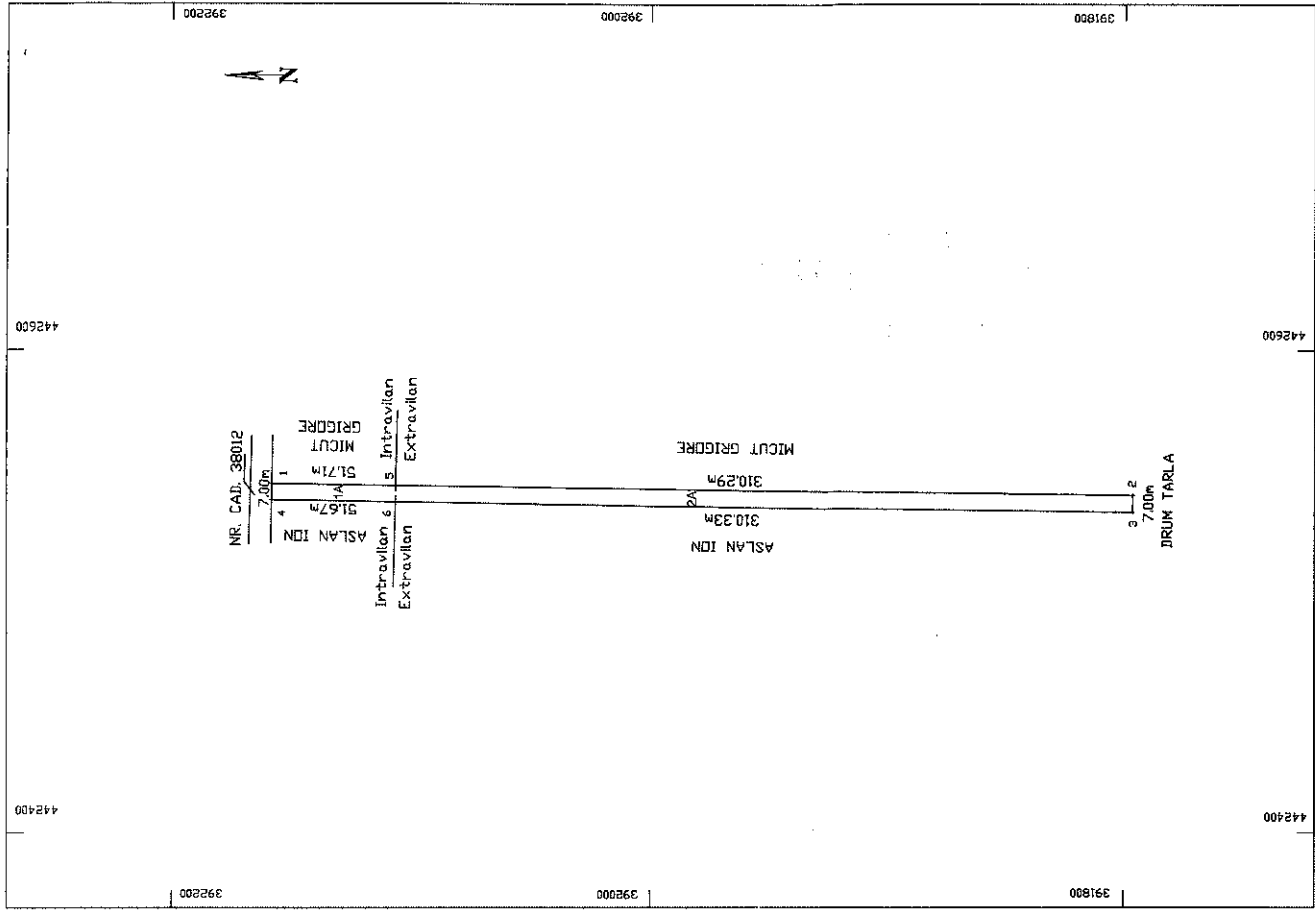 392200
392000
391800
N
442600
442600
NR. CAD. 38012
7.00m
1
4
MICUT
GRIGORE
51.71m
1A
51.67m
ASLAN ION
5
Intravilan
Extravilan
6
Intravilan
Extravilan
MICUT GRIGORE
310.29m
2A
310.33m
ASLAN ION
2
3
7.00m
DRUM TARLA
442400
442400
392200
392000
391800